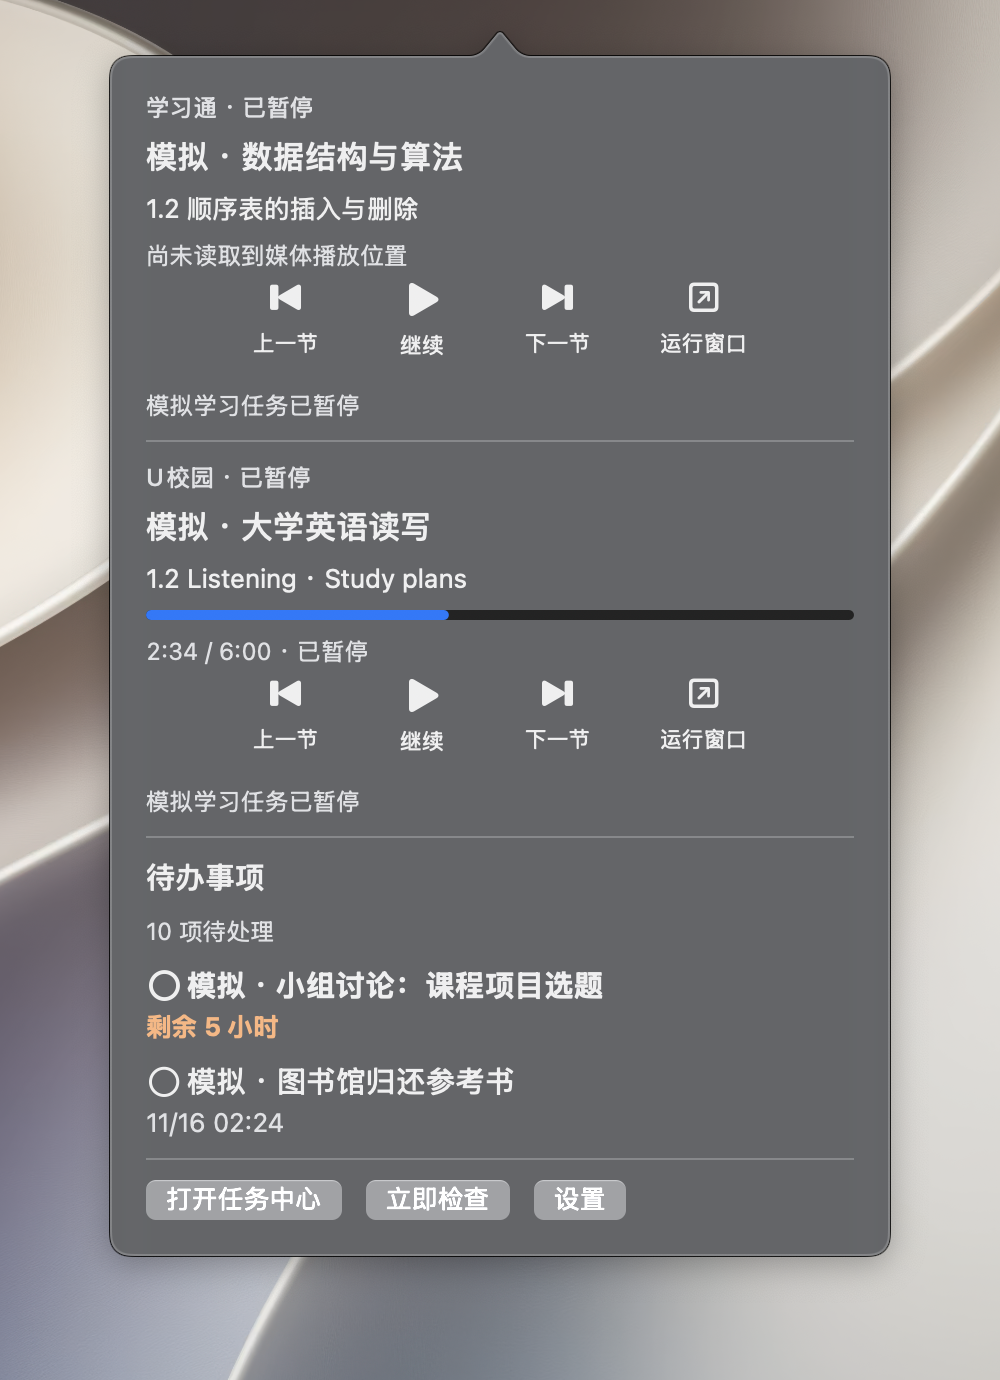 学习通 · 已暂停
模拟 · 数据结构与算法
1.2 顺序表的插入与删除
尚未读取到媒体播放位置
上一节 继续 下一节 运行窗口
模拟学习任务已暂停
U校园 · 已暂停
模拟 · 大学英语读写
1.2 Listening · Study plans
2:34 / 6:00 · 已暂停
上一节 继续 下一节 运行窗口
模拟学习任务已暂停
待办事项
10 项待处理
模拟 · 小组讨论：课程项目选题
剩余 5 小时
模拟 · 图书馆归还参考书
11/16 02:24
打开任务中心 立即检查 设置